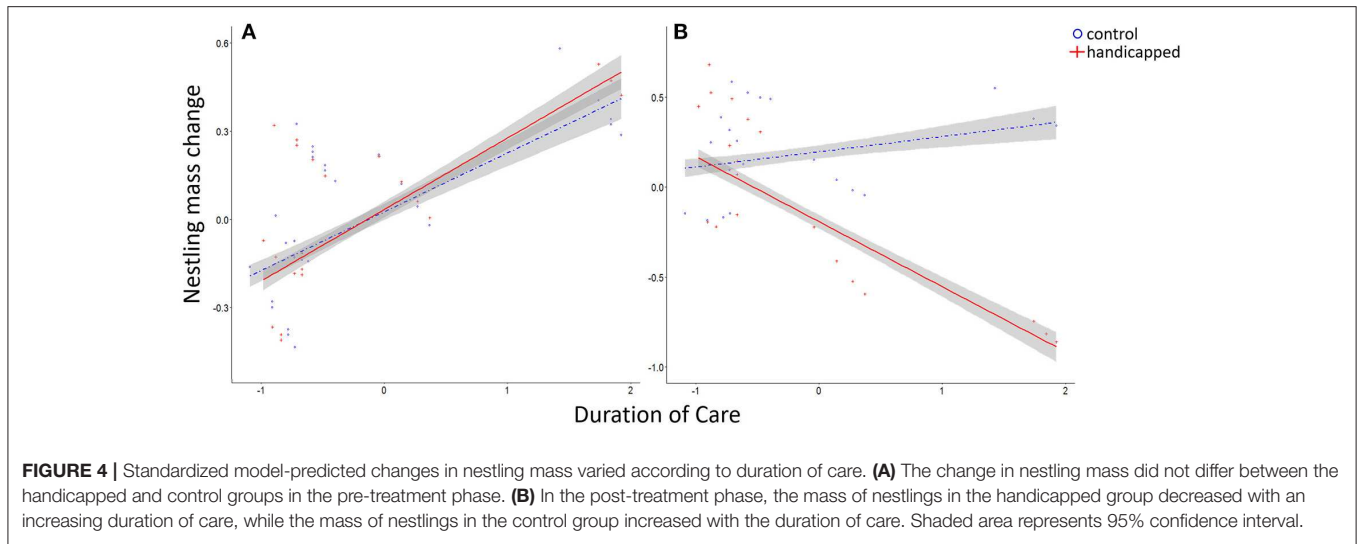 A
B
control
handicapped
Nestling mass change
0.6
0.3
0.0
-0.3
-1
0
1
2
0.5
0.0
-0.5
-1.0
-1
0
1
2
Duration of Care
FIGURE 4 | Standardized model-predicted changes in nestling mass varied according to duration of care. (A) The change in nestling mass did not differ between the
handicapped and control groups in the pre-treatment phase. (B) In the post-treatment phase, the mass of nestlings in the handicapped group decreased with an
increasing duration of care, while the mass of nestlings in the control group increased with the duration of care. Shaded area represents 95% confidence interval.